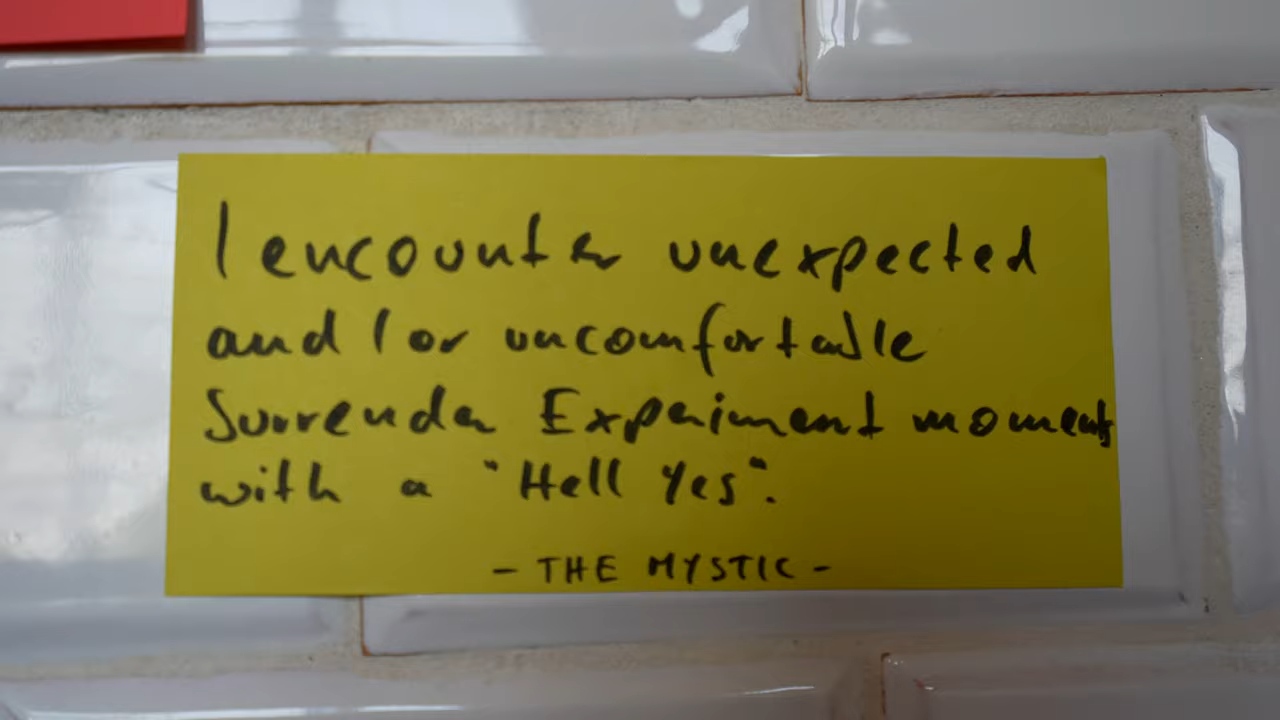 I encounter unexpected
and / or uncomfortable
Surrender Experiment moments
with a "Hell Yes".
- THE MYSTIC -